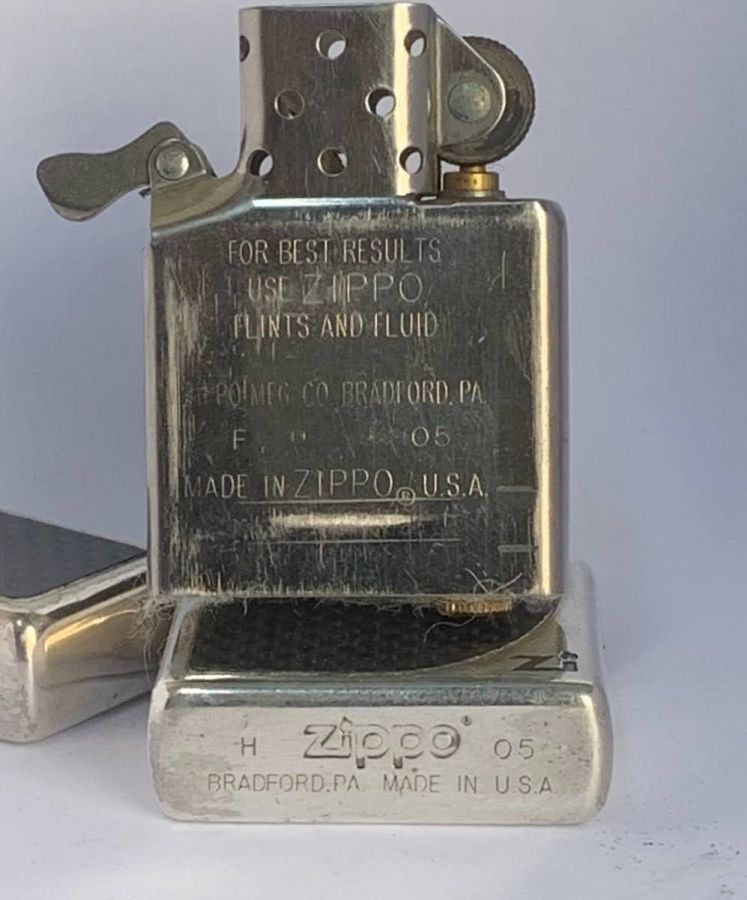 FOR BEST RESULTS
USE ZIPPO
FLINTS AND FLUID
MFG. CO. BRADFORD, PA.
F 05
MADE IN ZIPPO® U.S.A.
Zi
H Zippo 05
BRADFORD, PA. MADE IN U.S.A.